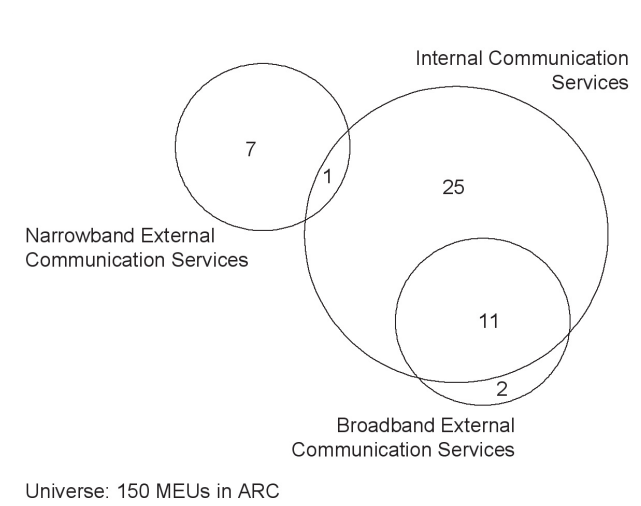 Internal Communication
Services
7
1
25
Narrowband External
Communication Services
11
2
Broadband External
Communication Services
Universe: 150 MEUs in ARC